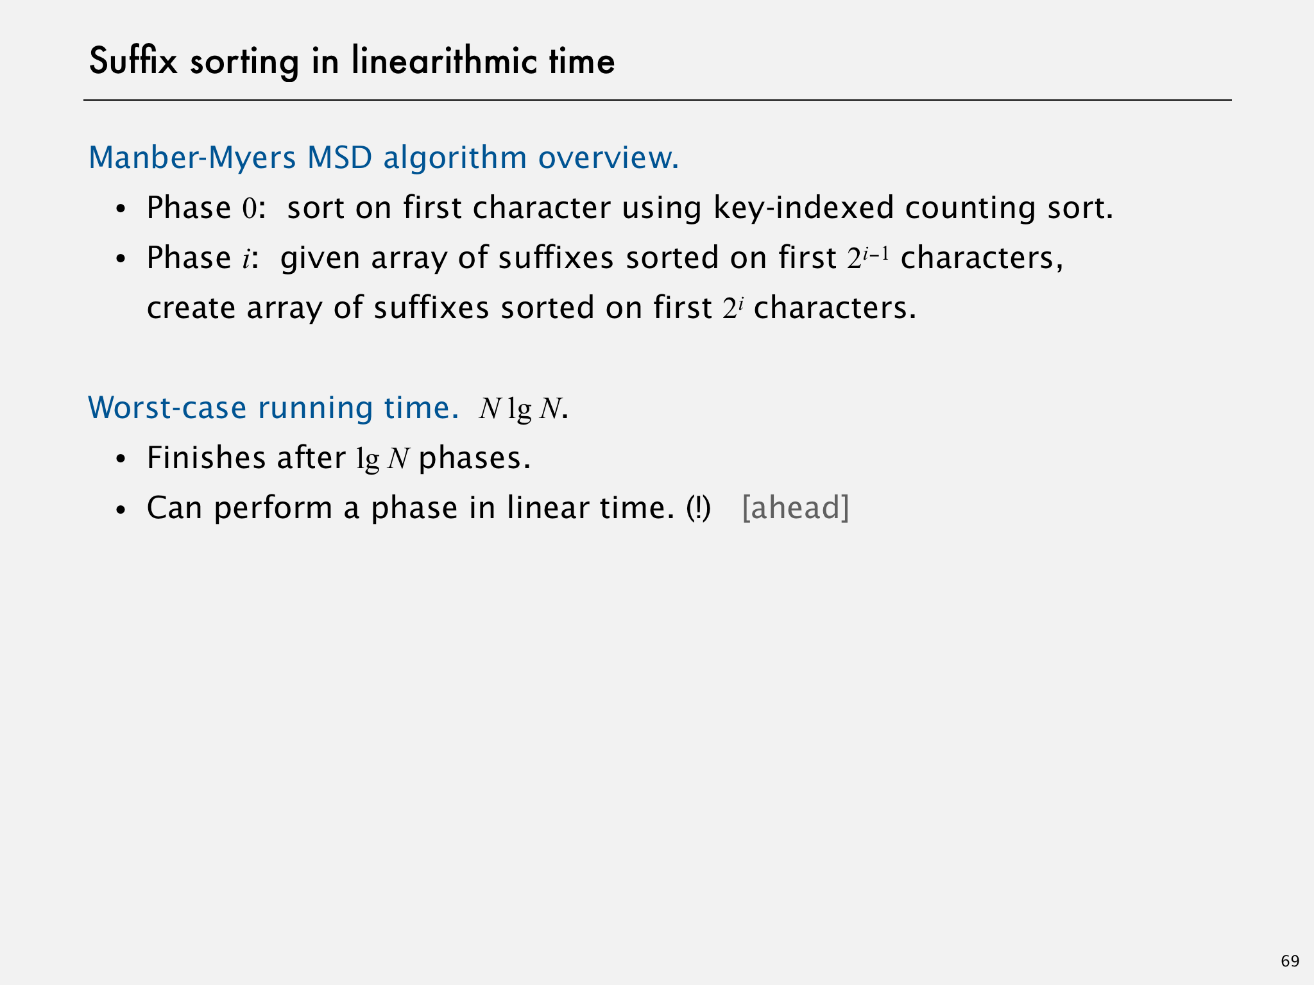 Suffix sorting in linearithmic time
Manber-Myers MSD algorithm overview.
• Phase 0: sort on first character using key-indexed counting sort.
• Phase i: given array of suffixes sorted on first 2^{i–1} characters,
create array of suffixes sorted on first 2^i characters.
Worst-case running time. N lg N.
• Finishes after lg N phases.
• Can perform a phase in linear time. (!) [ahead]
69